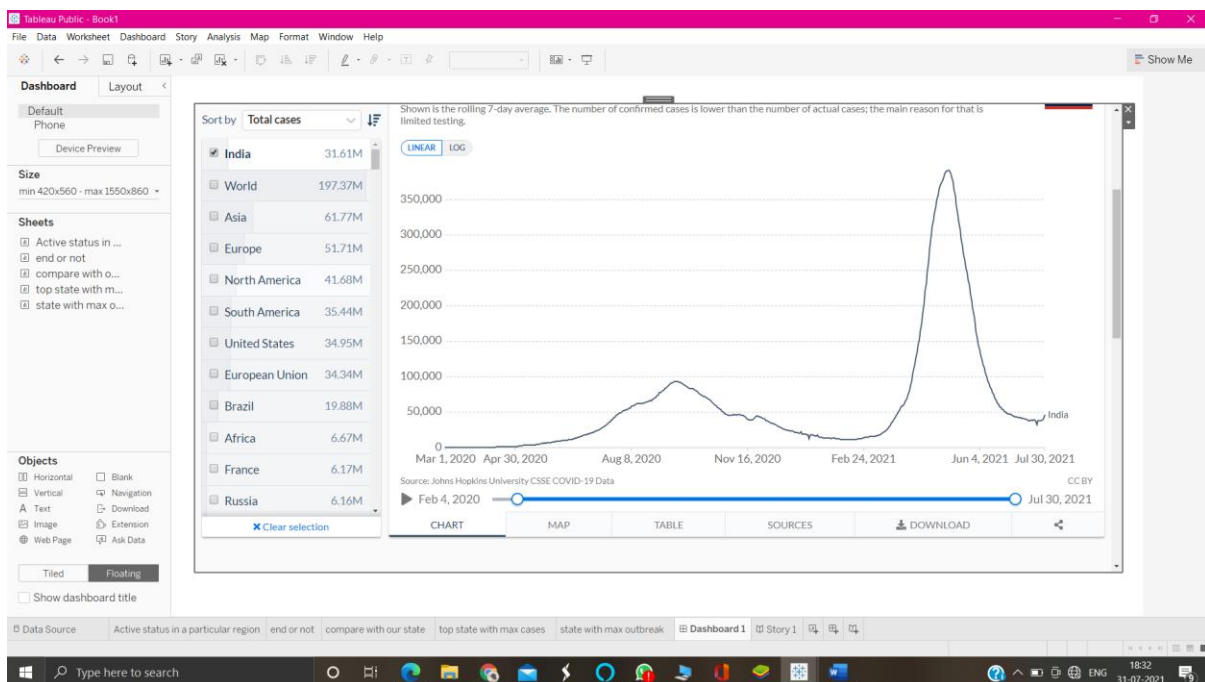 Tableau Public - Book1
File Data Worksheet Dashboard Story Analysis Map Format Window Help
Show Me
Dashboard Layout
Default
Phone
Device Preview
Size
min 420x560 - max 1550x860
Sheets
Active status in ...
end or not
compare with o...
top state with m...
state with max o...
Objects
Horizontal Blank
Vertical Navigation
A Text Download
Image Extension
Web Page Ask Data
Tiled Floating
Show dashboard title
Sort by Total cases
India 31.61M
World 197.37M
Asia 61.77M
Europe 51.71M
North America 41.68M
South America 35.44M
United States 34.95M
European Union 34.34M
Brazil 19.88M
Africa 6.67M
France 6.17M
Russia 6.16M
Clear selection
Shown is the rolling 7-day average. The number of confirmed cases is lower than the number of actual cases; the main reason for that is
limited testing.
LINEAR LOG
350,000
300,000
250,000
200,000
150,000
100,000
50,000
0
India
Mar 1, 2020 Apr 30, 2020 Aug 8, 2020 Nov 16, 2020 Feb 24, 2021 Jun 4, 2021 Jul 30, 2021
Source: Johns Hopkins University CSSE COVID-19 Data CC BY
Feb 4, 2020 Jul 30, 2021
CHART MAP TABLE SOURCES DOWNLOAD
Data Source Active status in a particular region end or not compare with our state top state with max cases state with max outbreak Dashboard 1 Story 1
Type here to search
ENG 18:32
31-07-2021